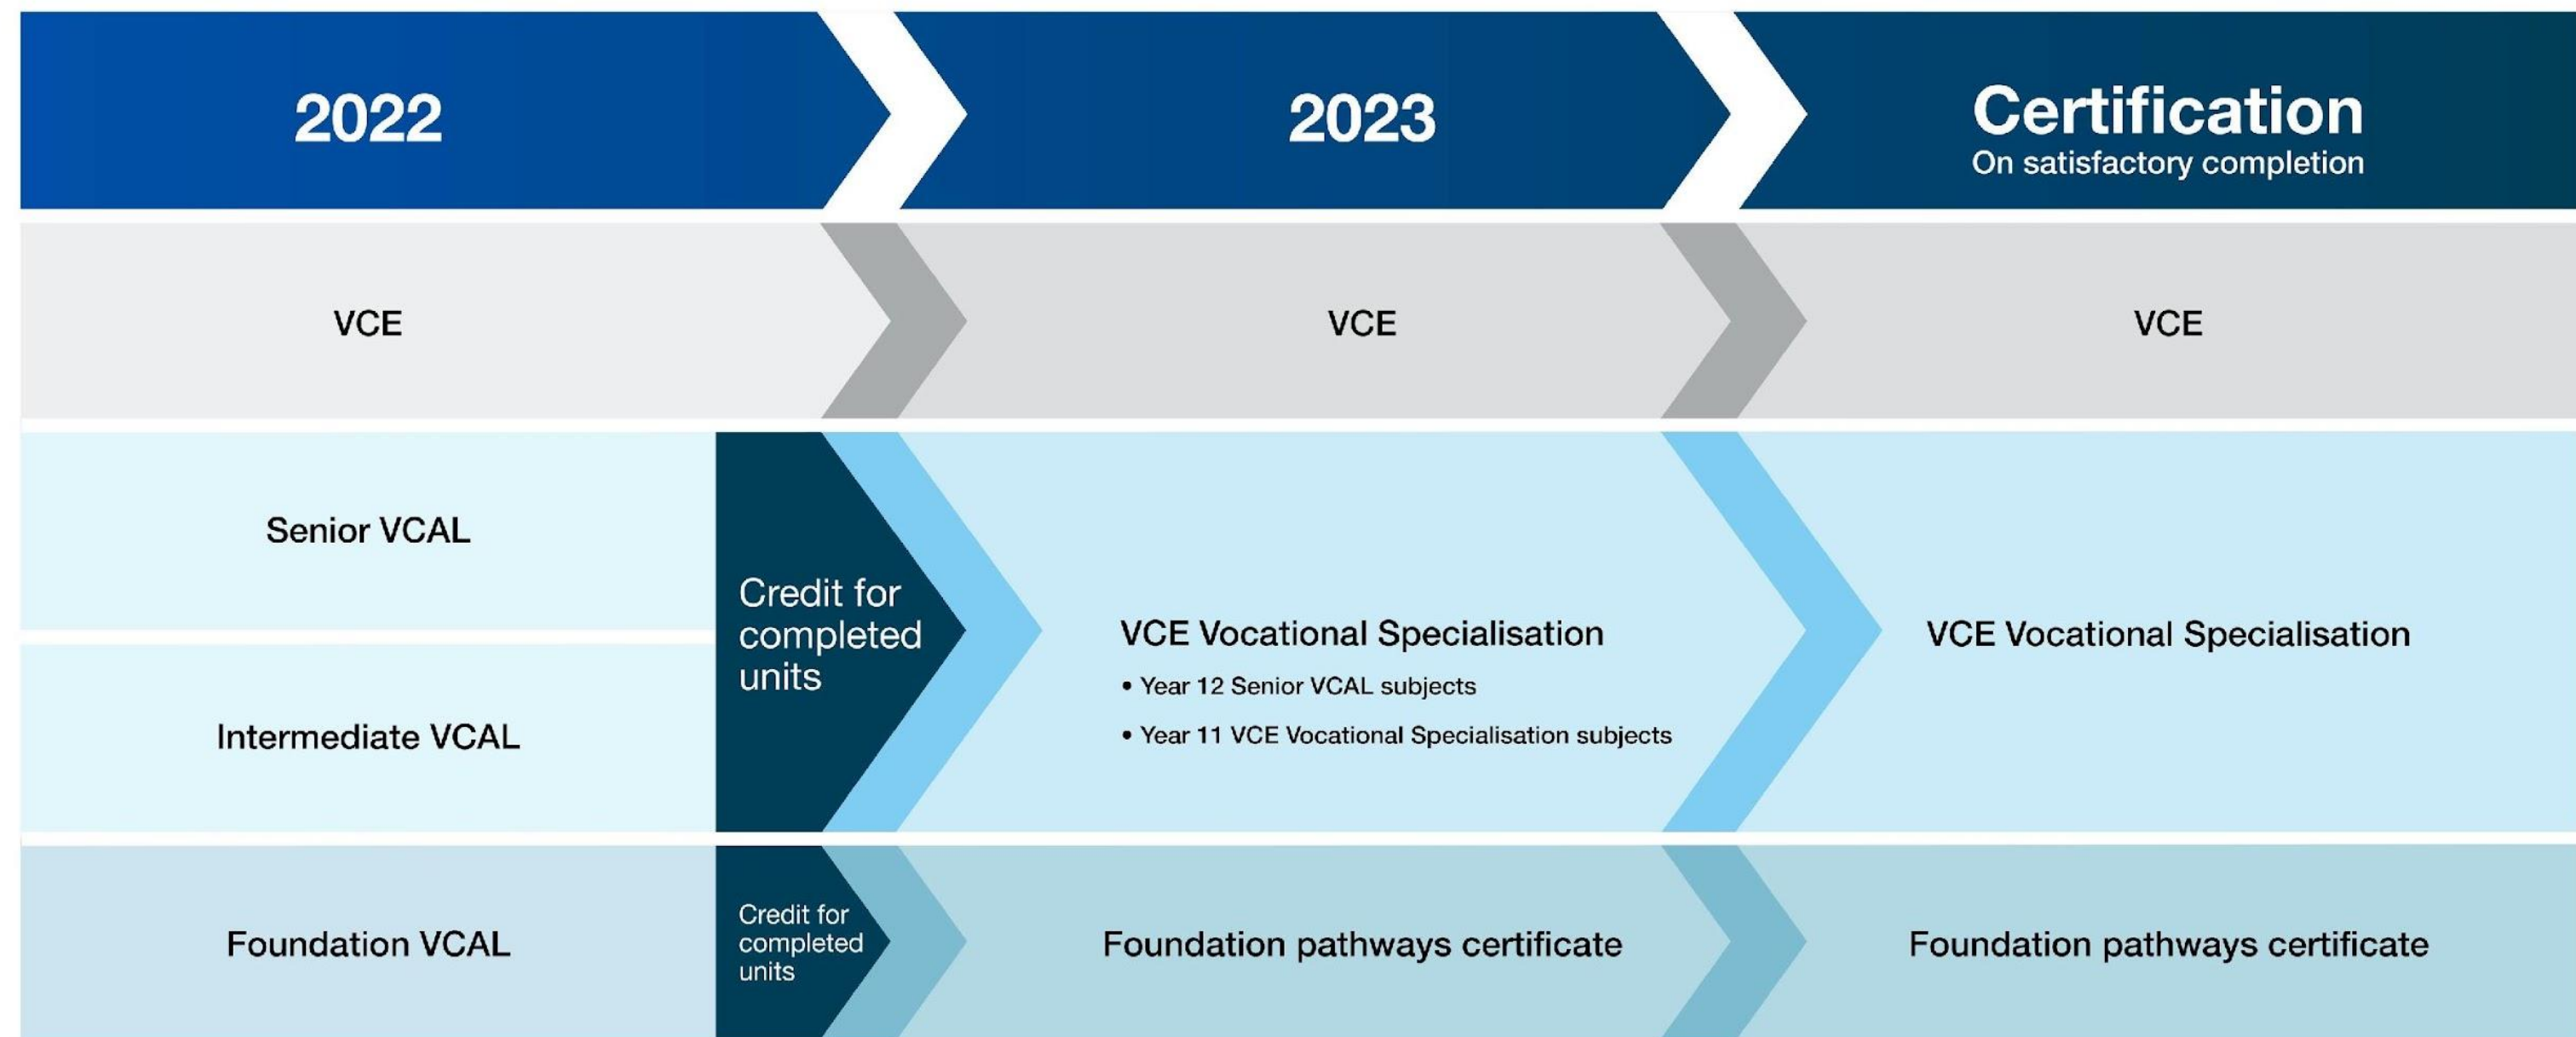 2022
2023
Certification
On satisfactory completion
VCE
VCE
VCE
Senior VCAL
Intermediate VCAL
Credit for
completed
units
VCE Vocational Specialisation
• Year 12 Senior VCAL subjects
• Year 11 VCE Vocational Specialisation subjects
VCE Vocational Specialisation
Foundation VCAL
Credit for
completed
units
Foundation pathways certificate
Foundation pathways certificate